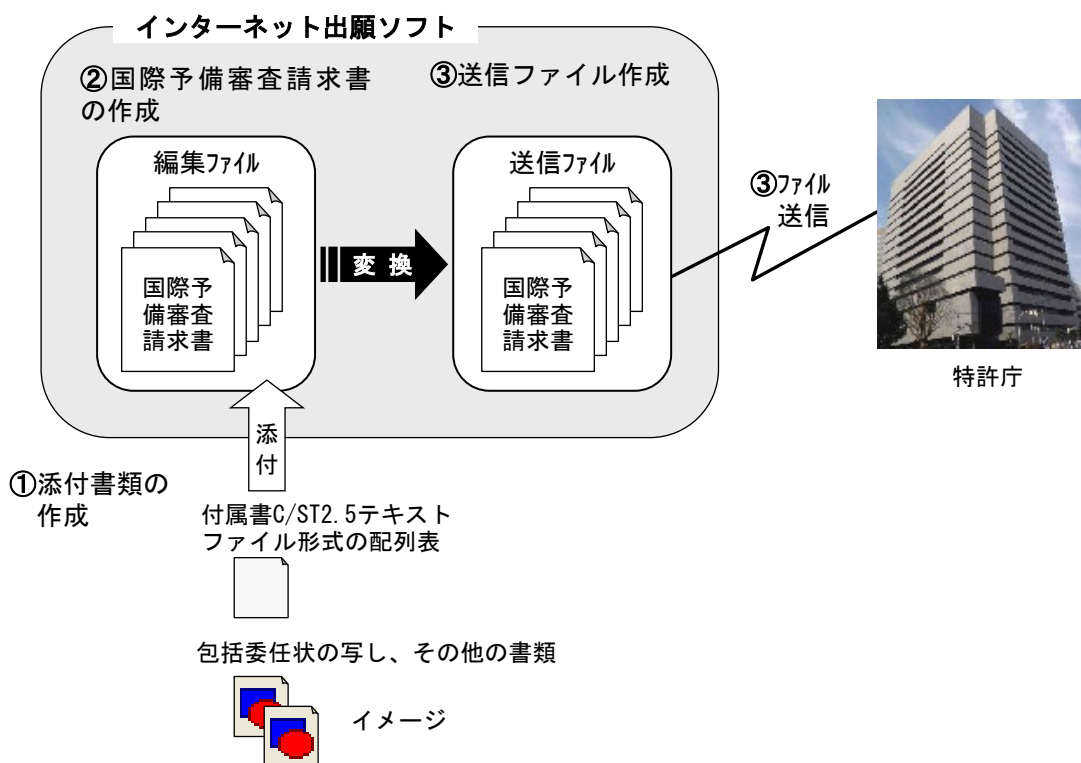 インターネット出願ソフト
②国際予備審査請求書
の作成
③送信ファイル作成
編集ファイル
国際予
備審査
請求書
変換
送信ファイル
国際予
備審査
請求書
③ファイル
送信
特許庁
添
付
①添付書類の
作成
付属書C/ST2.5テキスト
ファイル形式の配列表
包括委任状の写し、その他の書類
イメージ